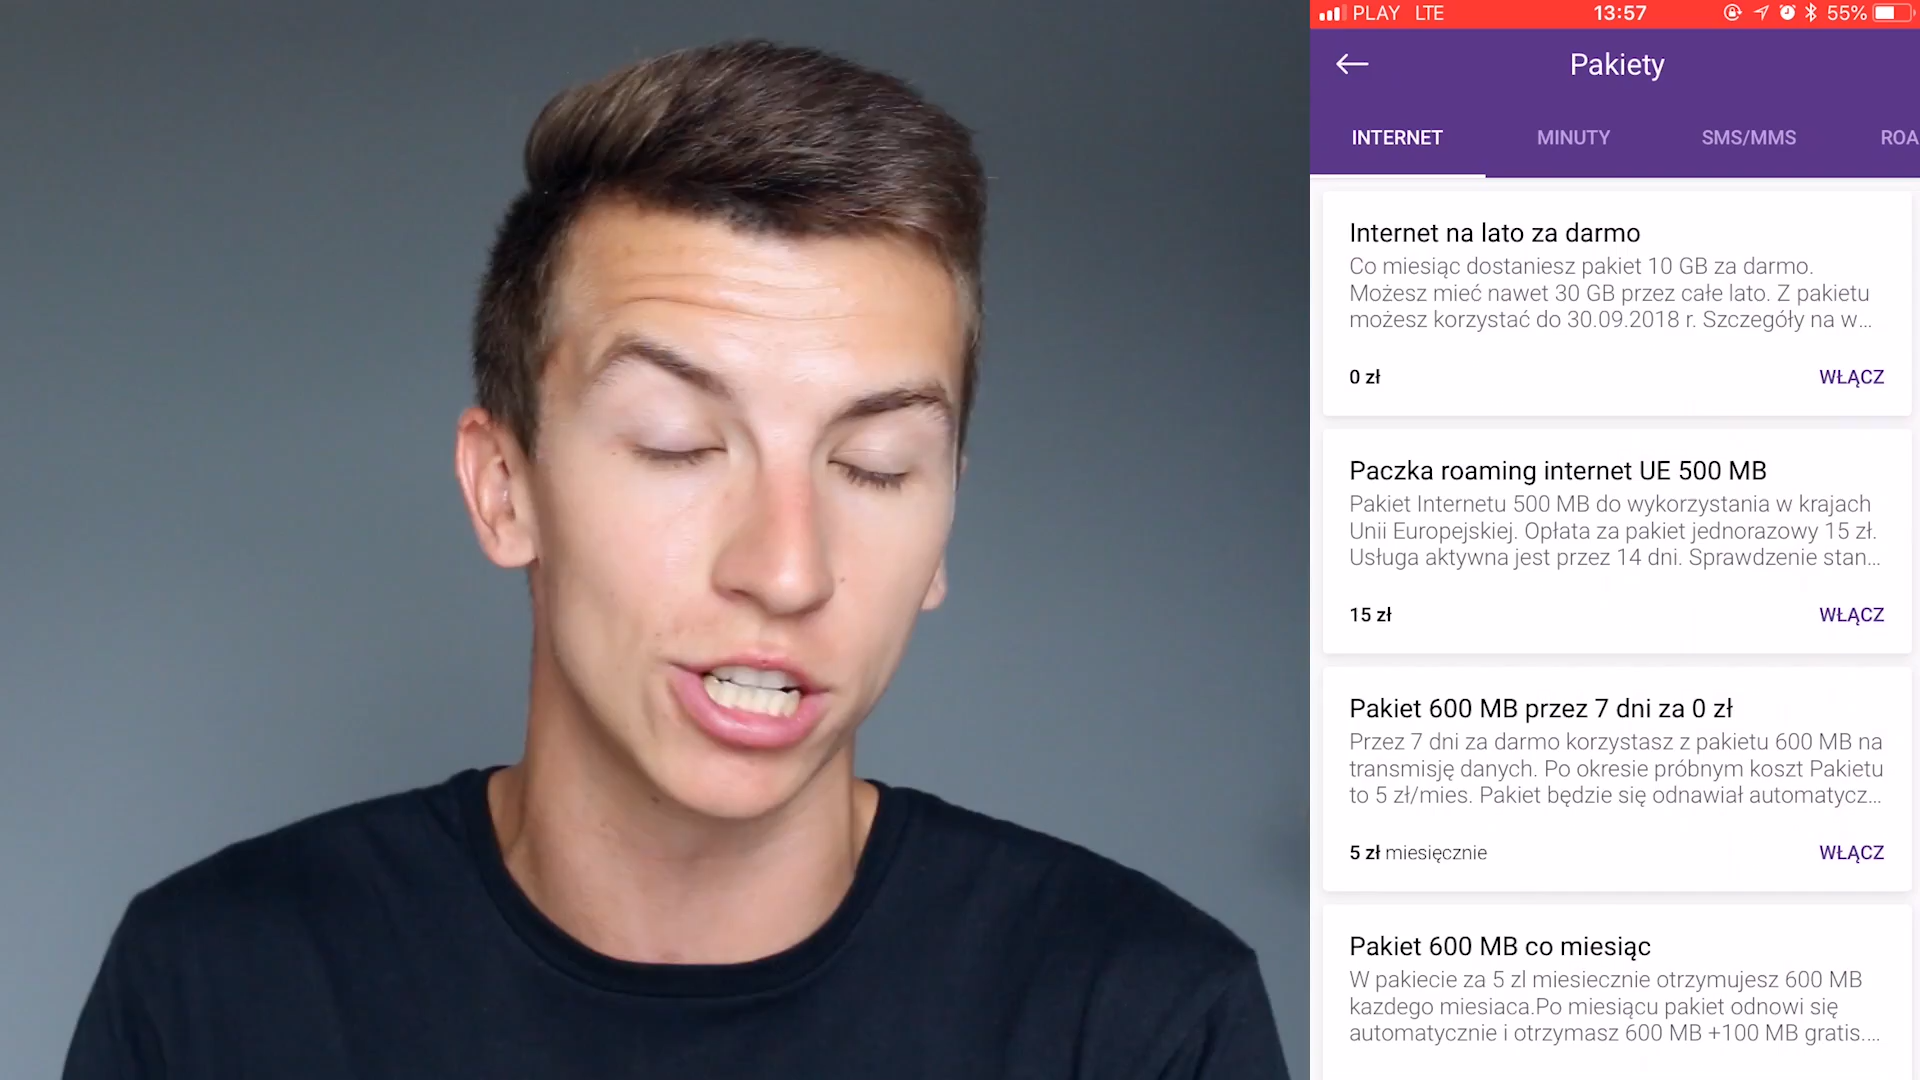 PLAY LTE 13:57 55%
Pakiety
INTERNET MINUTY SMS/MMS ROA
Internet na lato za darmo
Co miesiąc dostaniesz pakiet 10 GB za darmo.
Możesz mieć nawet 30 GB przez całe lato. Z pakietu
możesz korzystać do 30.09.2018 r. Szczegóły na w...
0 zł WŁĄCZ
Paczka roaming internet UE 500 MB
Pakiet Internetu 500 MB do wykorzystania w krajach
Unii Europejskiej. Opłata za pakiet jednorazowy 15 zł.
Usługa aktywna jest przez 14 dni. Sprawdzenie stan...
15 zł WŁĄCZ
Pakiet 600 MB przez 7 dni za 0 zł
Przez 7 dni za darmo korzystasz z pakietu 600 MB na
transmisję danych. Po okresie próbnym koszt Pakietu
to 5 zł/mies. Pakiet będzie się odnawiał automatycz...
5 zł miesięcznie WŁĄCZ
Pakiet 600 MB co miesiąc
W pakiecie za 5 zl miesiecznie otrzymujesz 600 MB
kazdego miesiaca.Po miesiącu pakiet odnowi się
automatycznie i otrzymasz 600 MB +100 MB gratis....